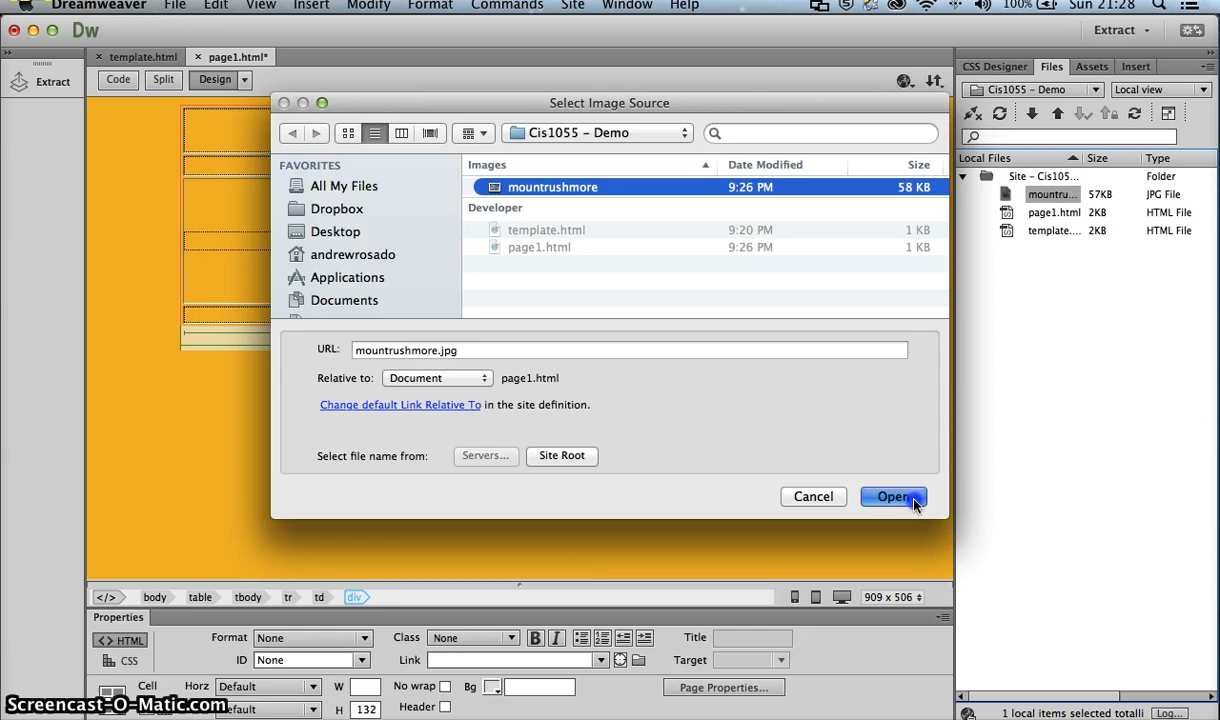 Dreamweaver File Edit View Insert Modify Format Commands Site Window Help 100% Sun 21:28
Dw Extract
template.html page1.html*
CSS Designer Files Assets Insert
Extract
Code Split Design
Cis1055 - Demo Local view
Select Image Source
Cis1055 - Demo
FAVORITES
All My Files
Dropbox
Desktop
andrewrosado
Applications
Documents
Images Date Modified Size
mountrushmore 9:26 PM 58 KB
Developer
template.html 9:20 PM 1 KB
page1.html 9:26 PM 1 KB
Local Files Size Type
Site - Cis105... Folder
mountru... 57KB JPG File
page1.html 2KB HTML File
template.... 2KB HTML File
URL: mountrushmore.jpg
Relative to: Document page1.html
Change default Link Relative To in the site definition.
Select file name from: Servers... Site Root
Cancel Open
</> body table tbody tr td div 909 x 506
Properties
<> HTML Format None Class None B I Title
CSS ID None Link Target
Cell Horz Default W No wrap Bg Page Properties...
Default H 132 Header
Screencast-O-Matic.com
1 local items selected totalli Log...